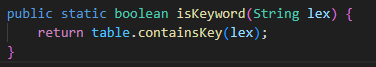 public static boolean isKeyword(String lex) {
    return table.containsKey(lex);
}